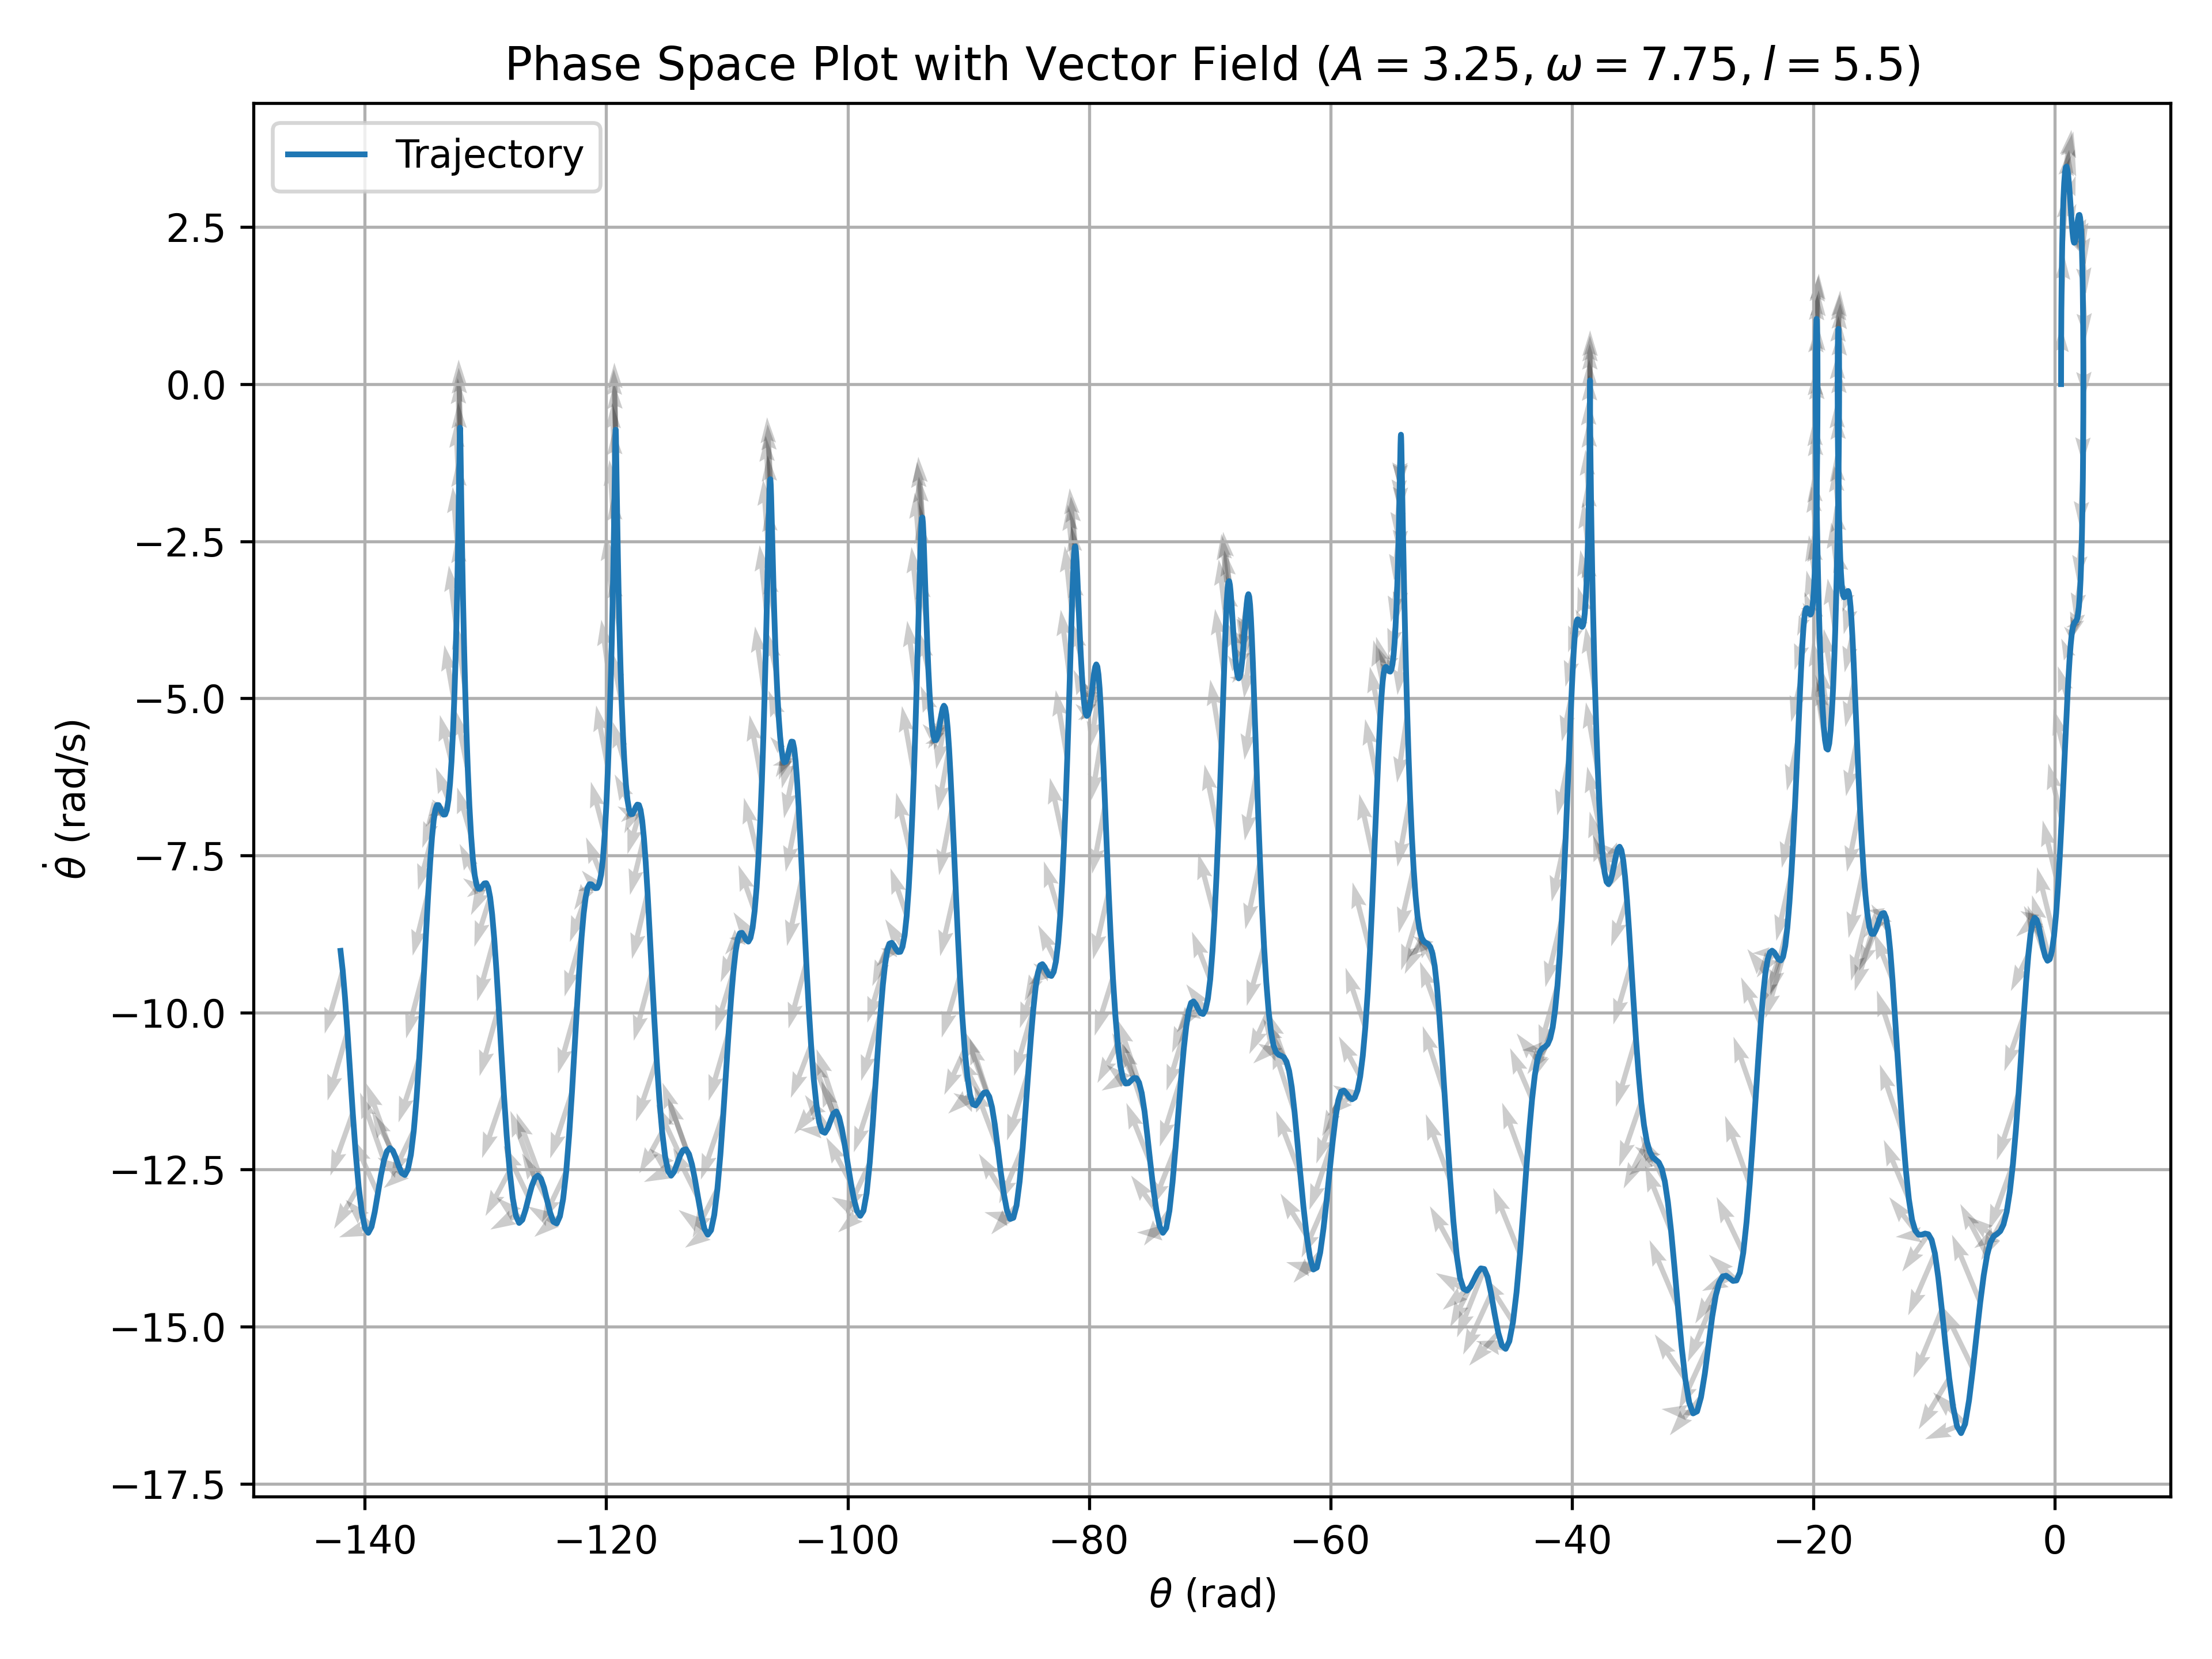 Phase Space Plot with Vector Field (A = 3.25, ω = 7.75, l = 5.5)
Trajectory
2.5
0.0
−2.5
−5.0
−7.5
−10.0
−12.5
−15.0
−17.5
θ̇ (rad/s)
−140 −120 −100 −80 −60 −40 −20 0
θ (rad)